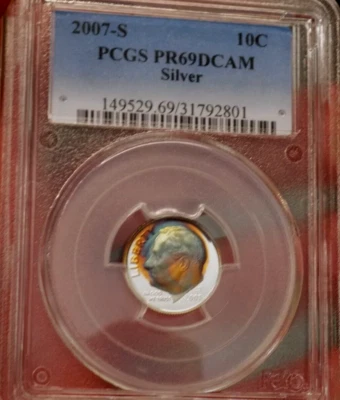 2007-S 10C
PCGS PR69DCAM
Silver
149529.69/31792801
LIBERTY